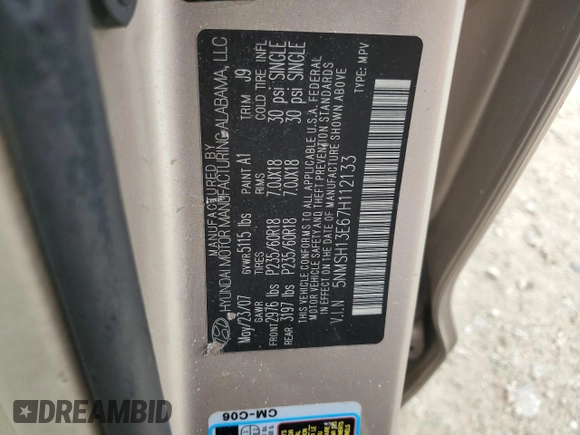 MANUFACTURED BY
HYUNDAI MOTOR MANUFACTURING ALABAMA, LLC
May/23/07 GVWR 5115 lbs PAINT A1 TRIM J9
GAWR TIRES RIMS COLD TIRE INFL
FRONT 2976 lbs P235/60R18 7.0JX18 30 psi SINGLE
REAR 3197 lbs P235/60R18 7.0JX18 30 psi SINGLE
THIS VEHICLE CONFORMS TO ALL APPLICABLE U.S.A. FEDERAL
MOTOR VEHICLE SAFETY AND THEFT PREVENTION STANDARDS
IN EFFECT ON THE DATE OF MANUFACTURE SHOWN ABOVE
V.I.N 5NMSH13E67H112133 TYPE: MPV
CM-C06
DREAMBID